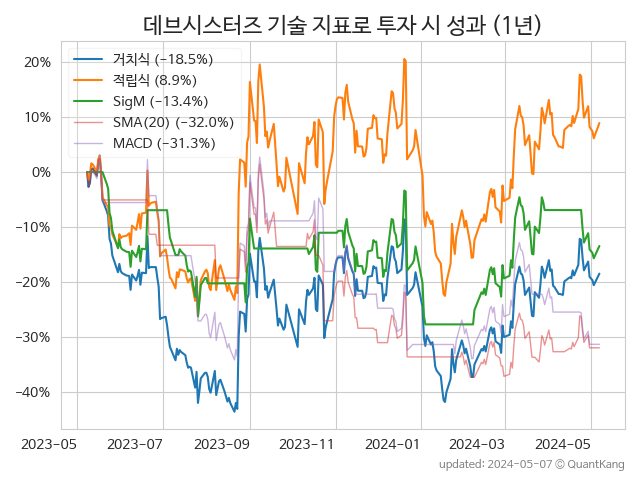 데브시스터즈 기술 지표로 투자 시 성과 (1년)
거치식 (−18.5%)
적립식 (8.9%)
SigM (−13.4%)
SMA(20) (−32.0%)
MACD (−31.3%)
20%
10%
0%
−10%
−20%
−30%
−40%
2023-05 2023-07 2023-09 2023-11 2024-01 2024-03 2024-05
updated: 2024-05-07 © QuantKang